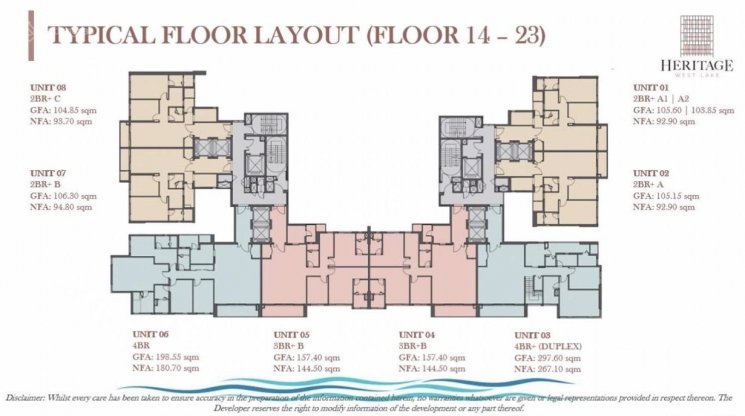 TYPICAL FLOOR LAYOUT (FLOOR 14 – 23)
HERITAGE
WEST LAKE
UNIT 08
2BR+ C
GFA: 104.85 sqm
NFA: 93.70 sqm
UNIT 01
2BR+ A1 | A2
GFA: 105.60 | 103.85 sqm
NFA: 92.90 sqm
UNIT 07
2BR+ B
GFA: 106.30 sqm
NFA: 94.80 sqm
UNIT 02
2BR+ A
GFA: 105.15 sqm
NFA: 92.90 sqm
UNIT 06
4BR
GFA: 198.55 sqm
NFA: 180.70 sqm
UNIT 05
3BR+ B
GFA: 157.40 sqm
NFA: 144.50 sqm
UNIT 04
3BR+B
GFA: 157.40 sqm
NFA: 144.50 sqm
UNIT 03
4BR+ (DUPLEX)
GFA: 297.60 sqm
NFA: 267.10 sqm
Disclaimer: Whilst every care has been taken to ensure accuracy in the preparation of the information contained herein, no warranties whatsoever are given or legal representations provided in respect thereon. The
Developer reserves the right to modify information of the development or any part thereof.